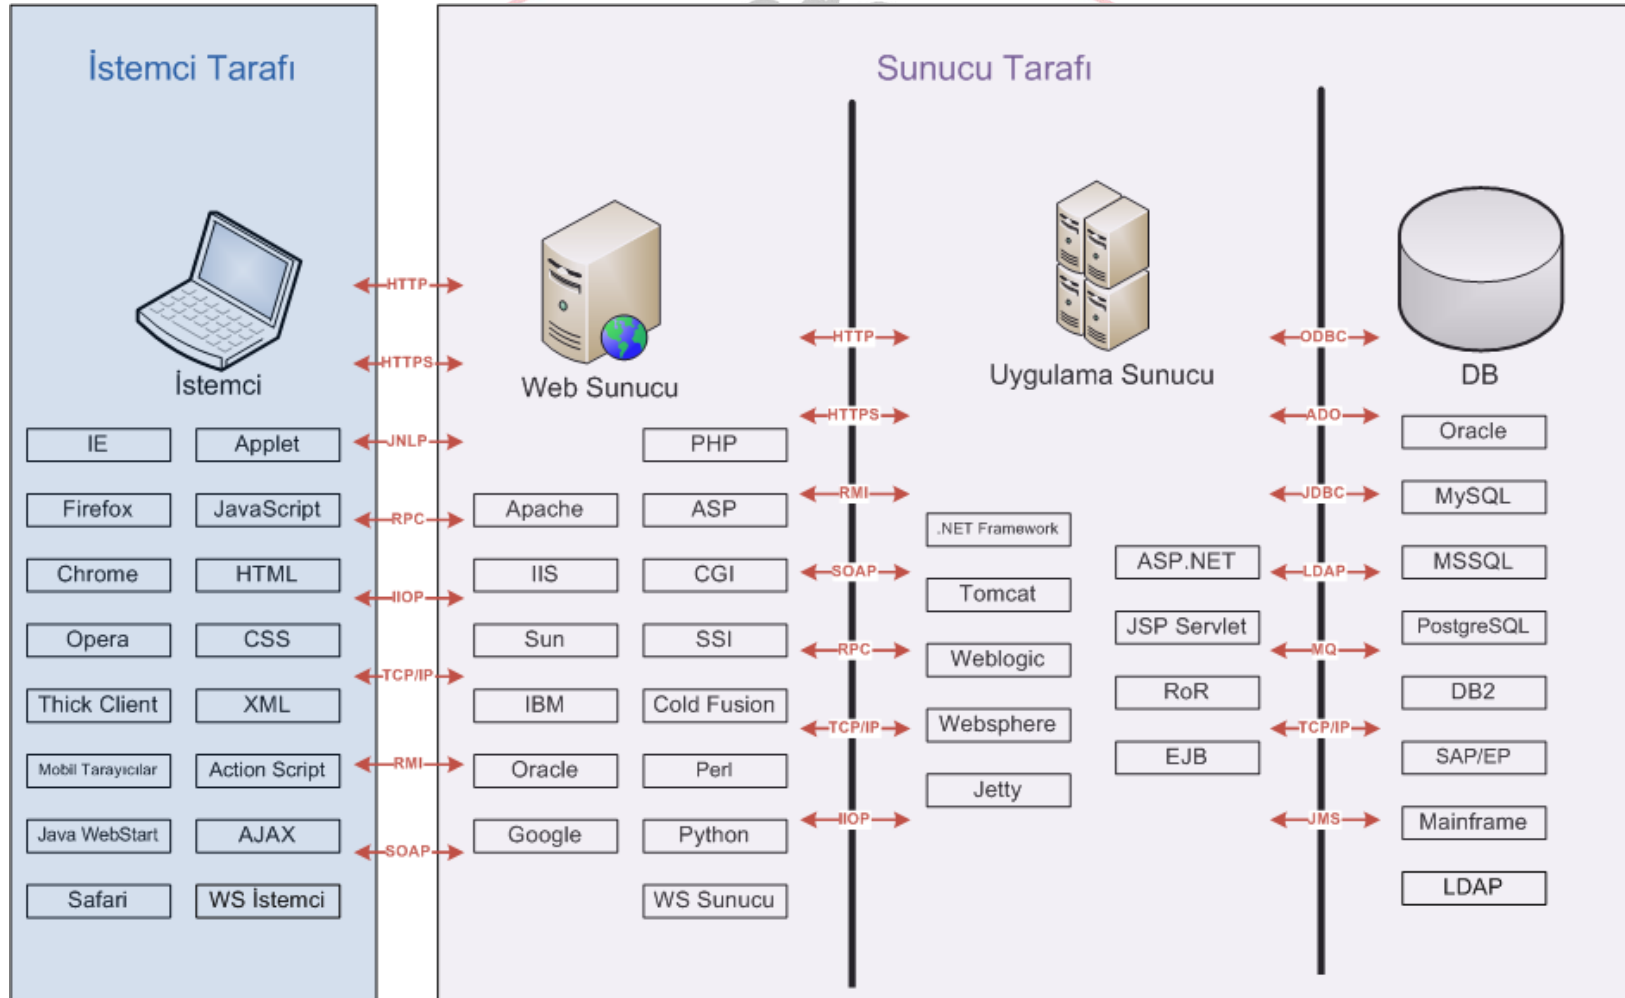 İstemci Tarafı
Sunucu Tarafı
İstemci
IE
Applet
Firefox
JavaScript
Chrome
HTML
Opera
CSS
Thick Client
XML
Mobil Tarayıcılar
Action Script
Java WebStart
AJAX
Safari
WS İstemci
HTTP
HTTPS
JNLP
RPC
IIOP
TCP/IP
RMI
SOAP
Web Sunucu
PHP
Apache
ASP
IIS
CGI
Sun
SSI
IBM
Cold Fusion
Oracle
Perl
Google
Python
WS Sunucu
HTTP
HTTPS
RMI
SOAP
RPC
TCP/IP
IIOP
Uygulama Sunucu
.NET Framework
ASP.NET
Tomcat
JSP Servlet
Weblogic
RoR
Websphere
EJB
Jetty
ODBC
ADO
JDBC
LDAP
MQ
TCP/IP
JMS
DB
Oracle
MySQL
MSSQL
PostgreSQL
DB2
SAP/EP
Mainframe
LDAP